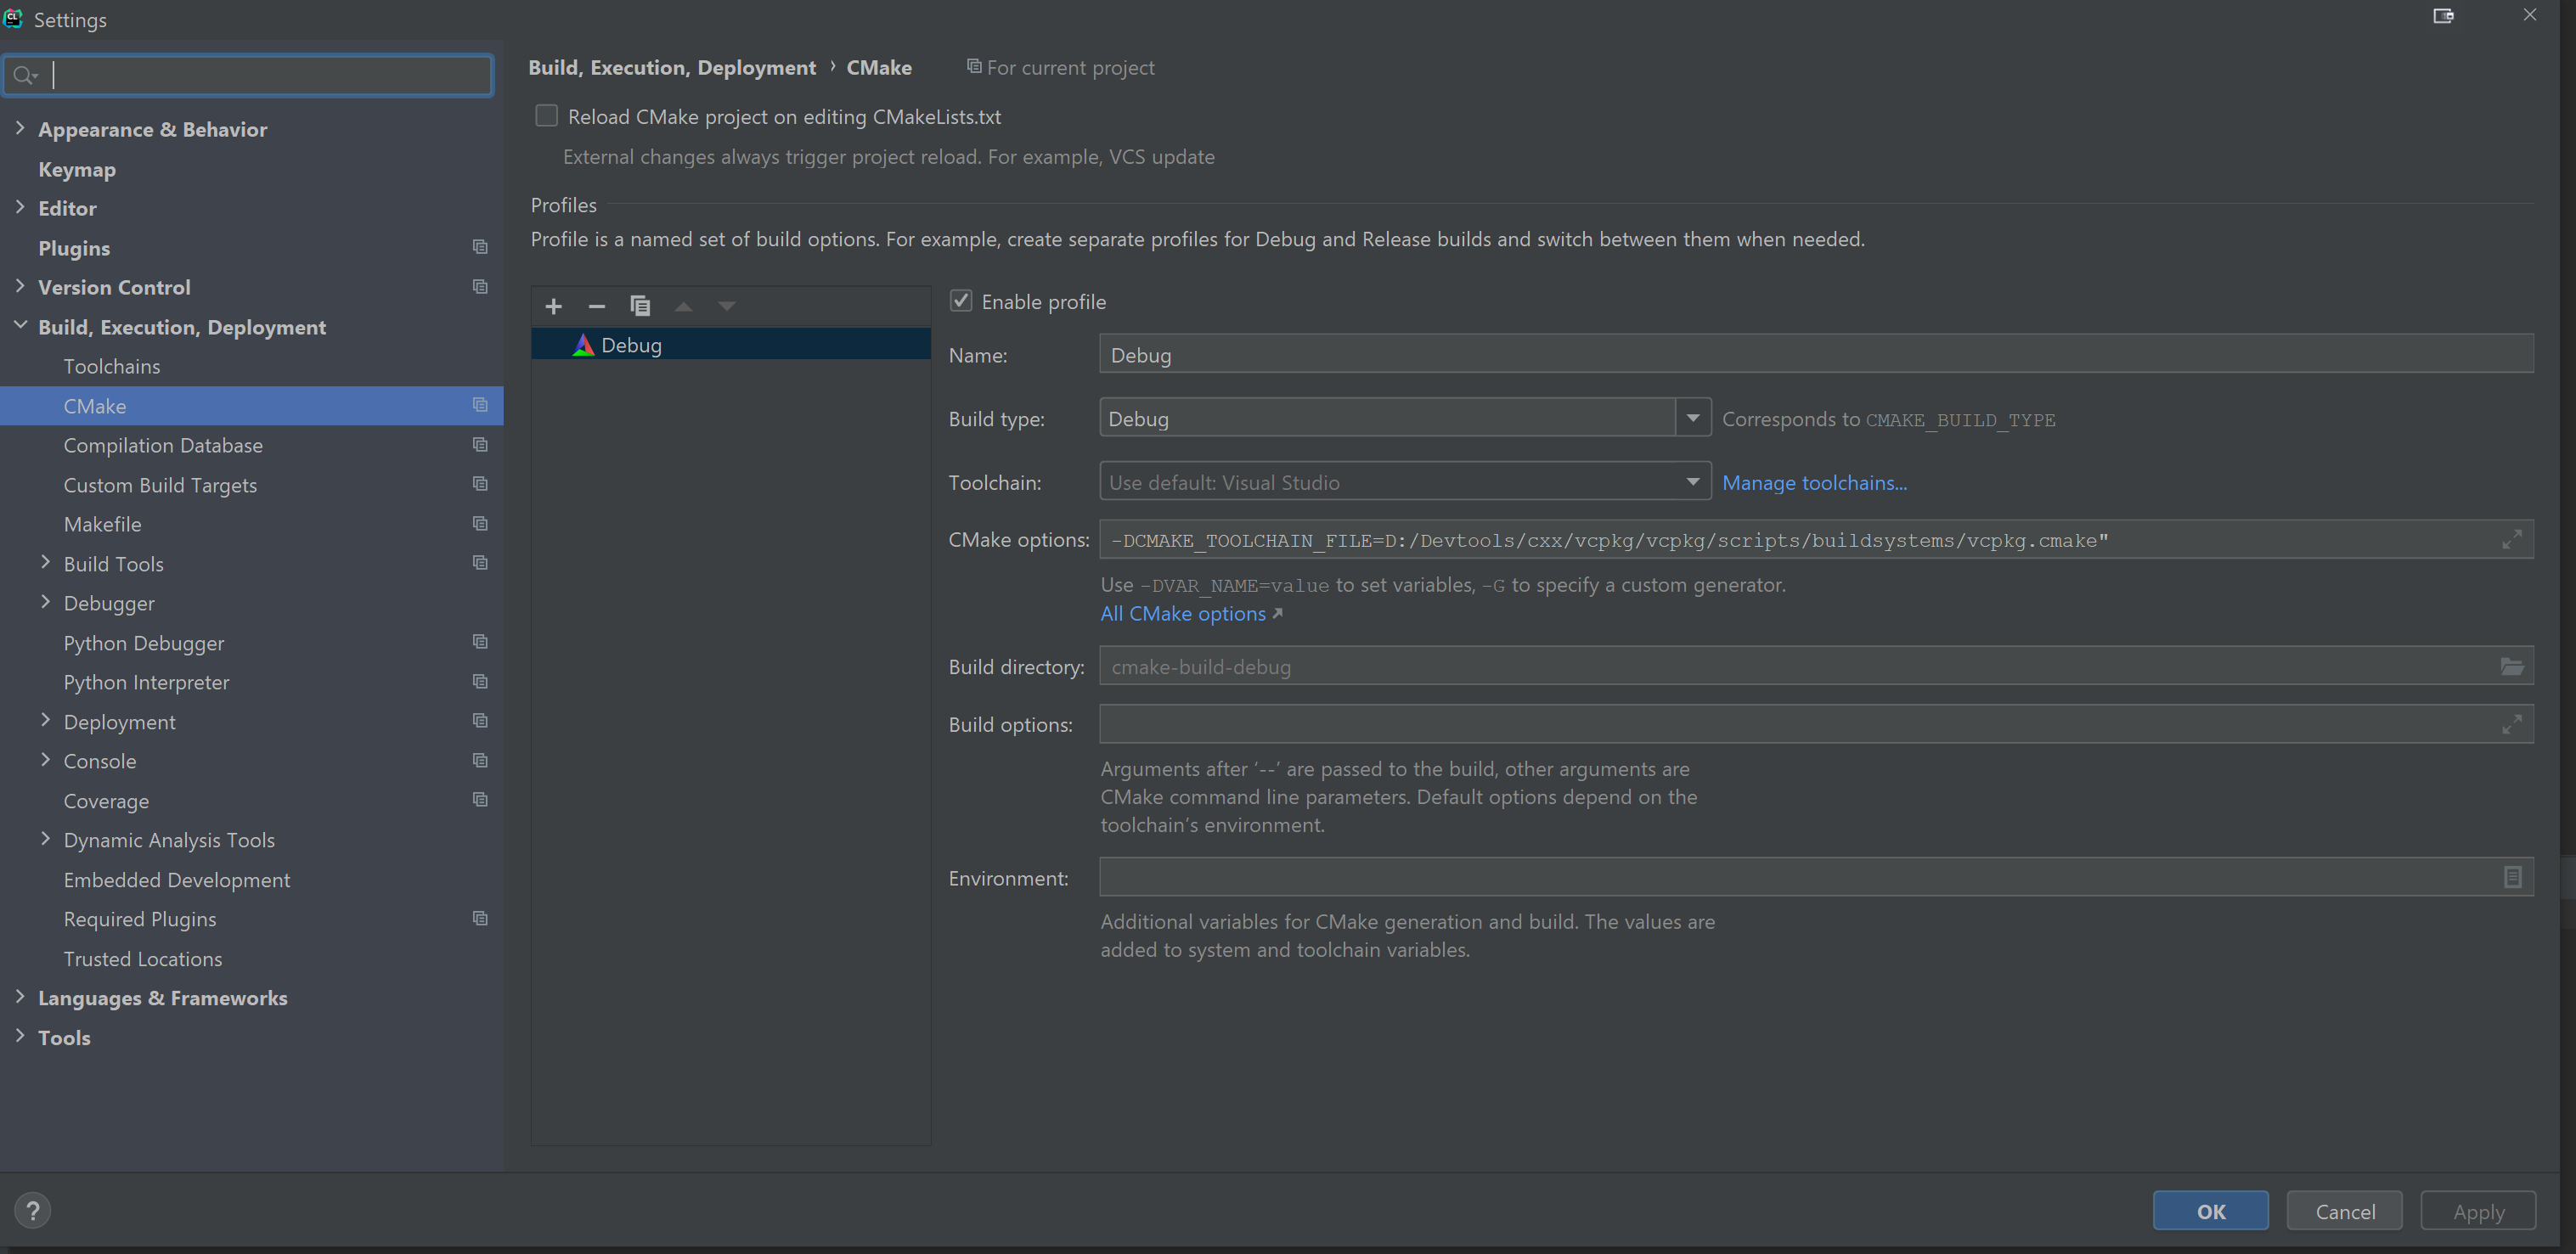 Settings
Appearance & Behavior
Keymap
Editor
Plugins
Version Control
Build, Execution, Deployment
Toolchains
CMake
Compilation Database
Custom Build Targets
Makefile
Build Tools
Debugger
Python Debugger
Python Interpreter
Deployment
Console
Coverage
Dynamic Analysis Tools
Embedded Development
Required Plugins
Trusted Locations
Languages & Frameworks
Tools
Build, Execution, Deployment › CMake For current project
Reload CMake project on editing CMakeLists.txt
External changes always trigger project reload. For example, VCS update
Profiles
Profile is a named set of build options. For example, create separate profiles for Debug and Release builds and switch between them when needed.
Debug
Enable profile
Name: Debug
Build type: Debug Corresponds to CMAKE_BUILD_TYPE
Toolchain: Use default: Visual Studio Manage toolchains...
CMake options: -DCMAKE_TOOLCHAIN_FILE=D:/Devtools/cxx/vcpkg/vcpkg/scripts/buildsystems/vcpkg.cmake"
Use -DVAR_NAME=value to set variables, -G to specify a custom generator.
All CMake options ↗
Build directory: cmake-build-debug
Build options:
Arguments after ‘--’ are passed to the build, other arguments are
CMake command line parameters. Default options depend on the
toolchain’s environment.
Environment:
Additional variables for CMake generation and build. The values are
added to system and toolchain variables.
?
OK Cancel Apply